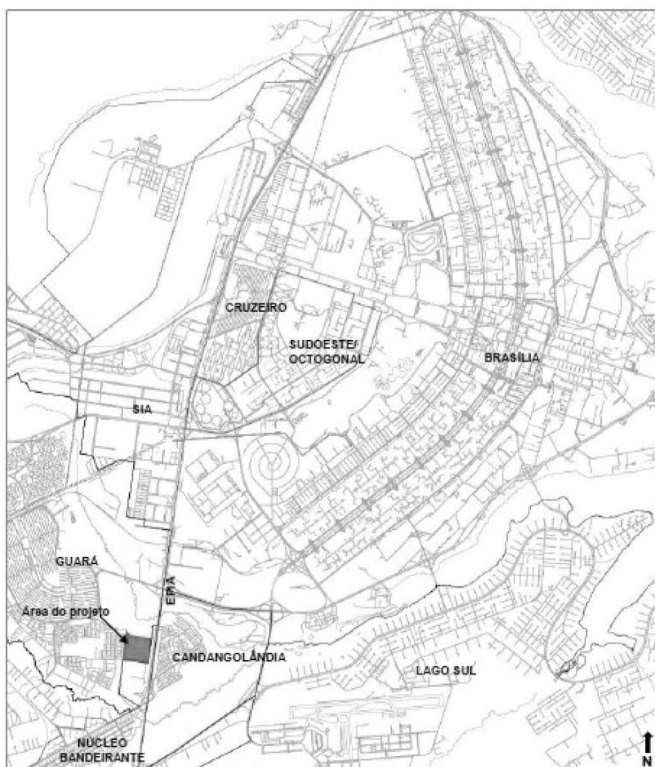 CRUZEIRO
SUDOESTE/
OCTOGONAL
BRASÍLIA
SIA
GUARÁ
EPIA
Área do projeto
CANDANGOLÂNDIA
LAGO SUL
NÚCLEO
BANDEIRANTE
N